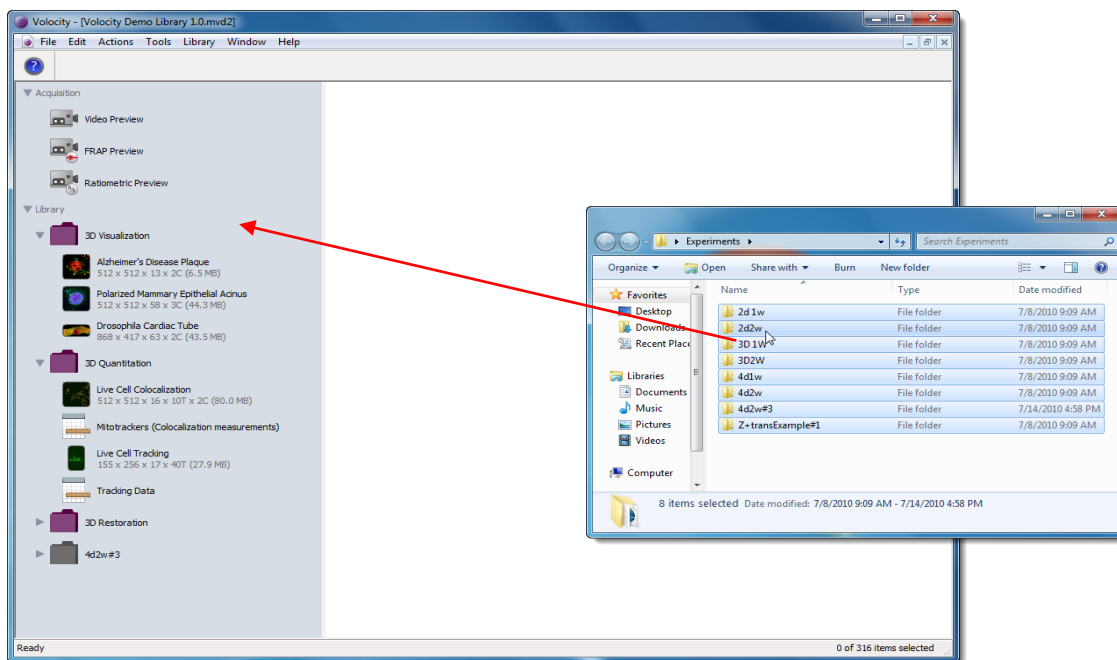 Volocity - [Volocity Demo Library 1.0.mvd2]
File Edit Actions Tools Library Window Help
?
Acquisition
Video Preview
FRAP Preview
Ratiometric Preview
Library
3D Visualization
Alzheimer's Disease Plaque
512 x 512 x 13 x 2C (6.5 MB)
Polarized Mammary Epithelial Acinus
512 x 512 x 58 x 3C (44.3 MB)
Drosophila Cardiac Tube
868 x 417 x 63 x 2C (43.5 MB)
3D Quantitation
Live Cell Colocalization
512 x 512 x 16 x 10T x 2C (80.0 MB)
Mitotrackers (Colocalization measurements)
Live Cell Tracking
155 x 256 x 17 x 40T (27.9 MB)
Tracking Data
3D Restoration
4d2w#3
Ready
0 of 316 items selected
Experiments
Search Experiments
Organize Open Share with Burn New folder
?
Favorites
Desktop
Downloads
Recent Place
Libraries
Documents
Music
Pictures
Videos
Computer
Name Type Date modified
2d 1w File folder 7/8/2010 9:09 AM
2d2w File folder 7/8/2010 9:09 AM
3D 1W File folder 7/8/2010 9:09 AM
3D2W File folder 7/8/2010 9:09 AM
4d1w File folder 7/8/2010 9:09 AM
4d2w File folder 7/8/2010 9:09 AM
4d2w#3 File folder 7/14/2010 4:58 PM
Z+transExample#1 File folder 7/8/2010 9:09 AM
8 items selected Date modified: 7/8/2010 9:09 AM - 7/14/2010 4:58 PM